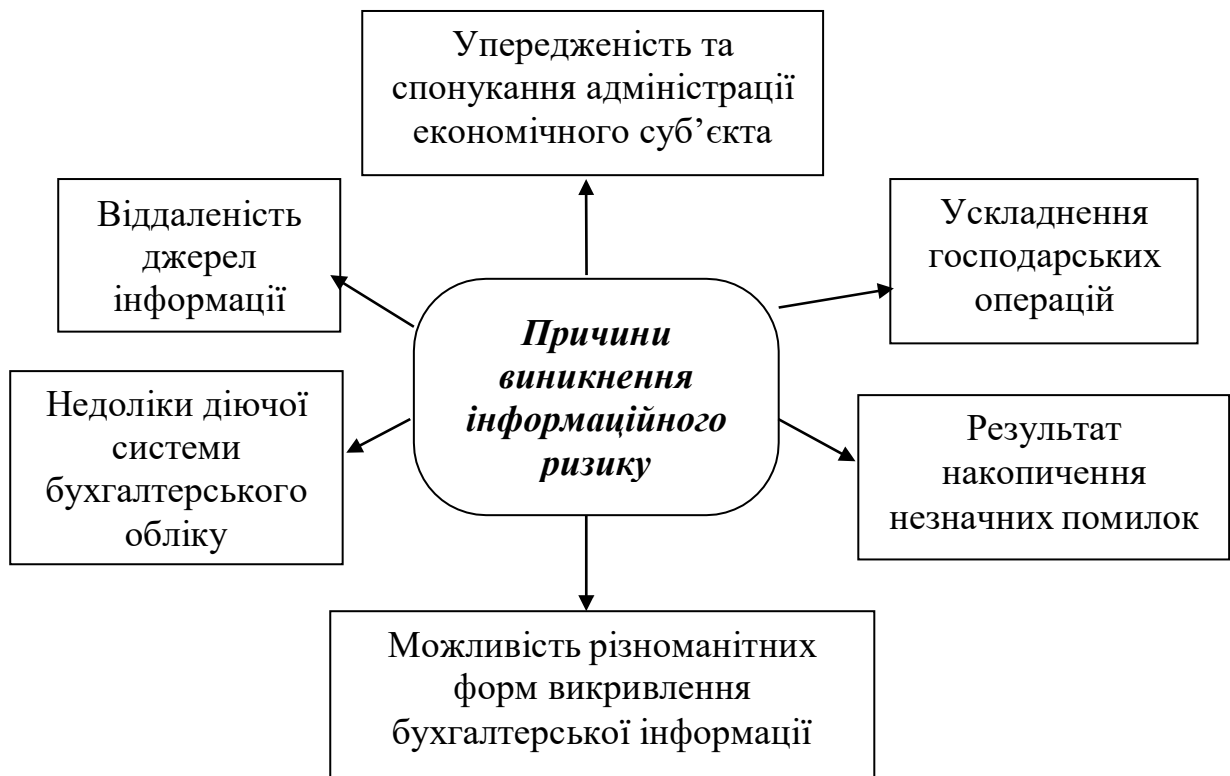 Упередженість та
спонукання адміністрації
економічного суб’єкта
Віддаленість
джерел
інформації
Ускладнення
господарських
операцій
Причини
виникнення
інформаційного
ризику
Недоліки діючої
системи
бухгалтерського
обліку
Результат
накопичення
незначних помилок
Можливість різноманітних
форм викривлення
бухгалтерської інформації